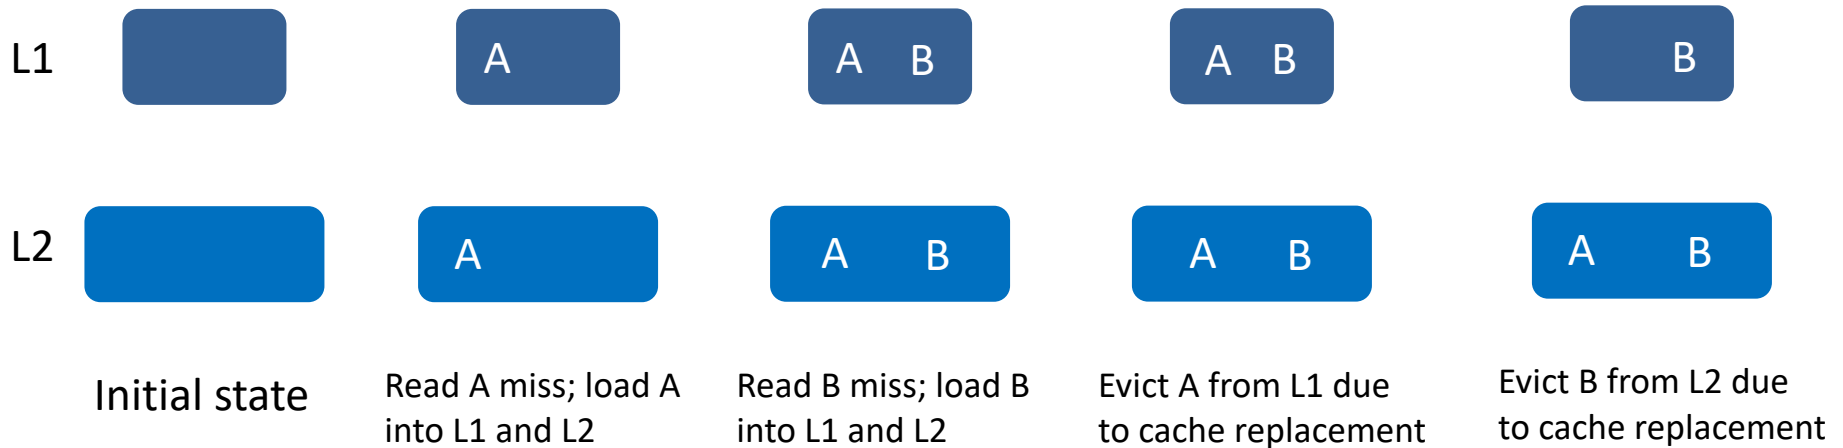 L1
A
A B
A B
B
L2
A
A B
A B
A B
Initial state
Read A miss; load A
into L1 and L2
Read B miss; load B
into L1 and L2
Evict A from L1 due
to cache replacement
Evict B from L2 due
to cache replacement